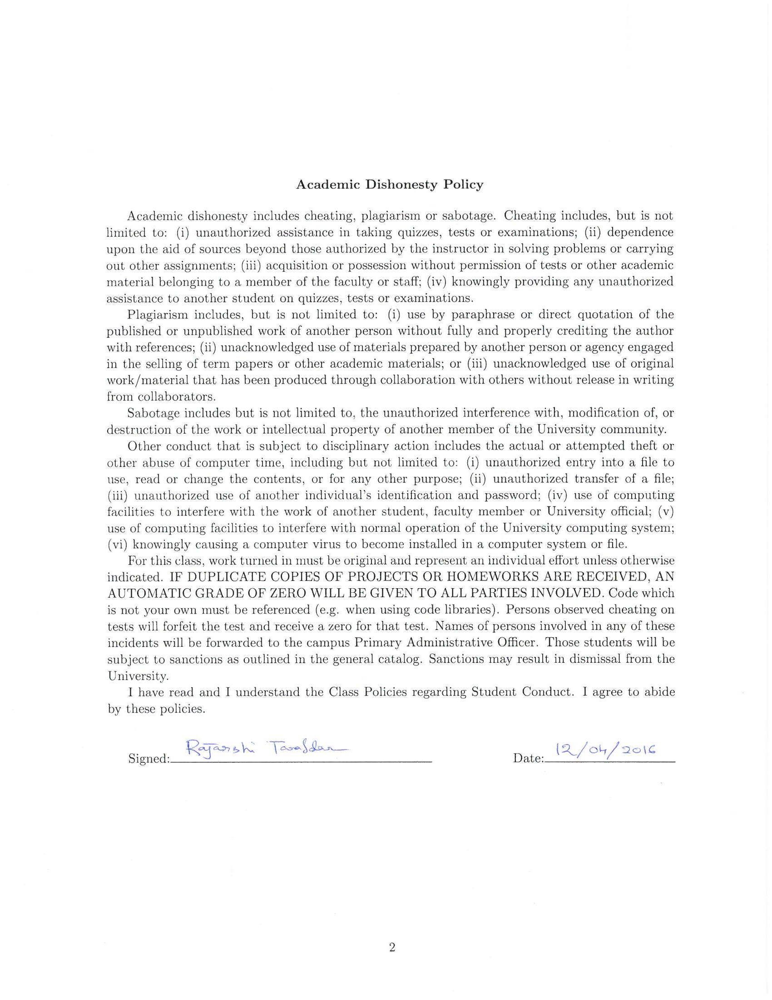 Academic Dishonesty Policy
Academic dishonesty includes cheating, plagiarism or sabotage. Cheating includes, but is not
limited to: (i) unauthorized assistance in taking quizzes, tests or examinations; (ii) dependence
upon the aid of sources beyond those authorized by the instructor in solving problems or carrying
out other assignments; (iii) acquisition or possession without permission of tests or other academic
material belonging to a member of the faculty or staff; (iv) knowingly providing any unauthorized
assistance to another student on quizzes, tests or examinations.
Plagiarism includes, but is not limited to: (i) use by paraphrase or direct quotation of the
published or unpublished work of another person without fully and properly crediting the author
with references; (ii) unacknowledged use of materials prepared by another person or agency engaged
in the selling of term papers or other academic materials; or (iii) unacknowledged use of original
work/material that has been produced through collaboration with others without release in writing
from collaborators.
Sabotage includes but is not limited to, the unauthorized interference with, modification of, or
destruction of the work or intellectual property of another member of the University community.
Other conduct that is subject to disciplinary action includes the actual or attempted theft or
other abuse of computer time, including but not limited to: (i) unauthorized entry into a file to
use, read or change the contents, or for any other purpose; (ii) unauthorized transfer of a file;
(iii) unauthorized use of another individual's identification and password; (iv) use of computing
facilities to interfere with the work of another student, faculty member or University official; (v)
use of computing facilities to interfere with normal operation of the University computing system;
(vi) knowingly causing a computer virus to become installed in a computer system or file.
For this class, work turned in must be original and represent an individual effort unless otherwise
indicated. IF DUPLICATE COPIES OF PROJECTS OR HOMEWORKS ARE RECEIVED, AN
AUTOMATIC GRADE OF ZERO WILL BE GIVEN TO ALL PARTIES INVOLVED. Code which
is not your own must be referenced (e.g. when using code libraries). Persons observed cheating on
tests will forfeit the test and receive a zero for that test. Names of persons involved in any of these
incidents will be forwarded to the campus Primary Administrative Officer. Those students will be
subject to sanctions as outlined in the general catalog. Sanctions may result in dismissal from the
University.
I have read and I understand the Class Policies regarding Student Conduct. I agree to abide
by these policies.
Signed: Rajarshi Tarafdar Date: 12/04/2016
2